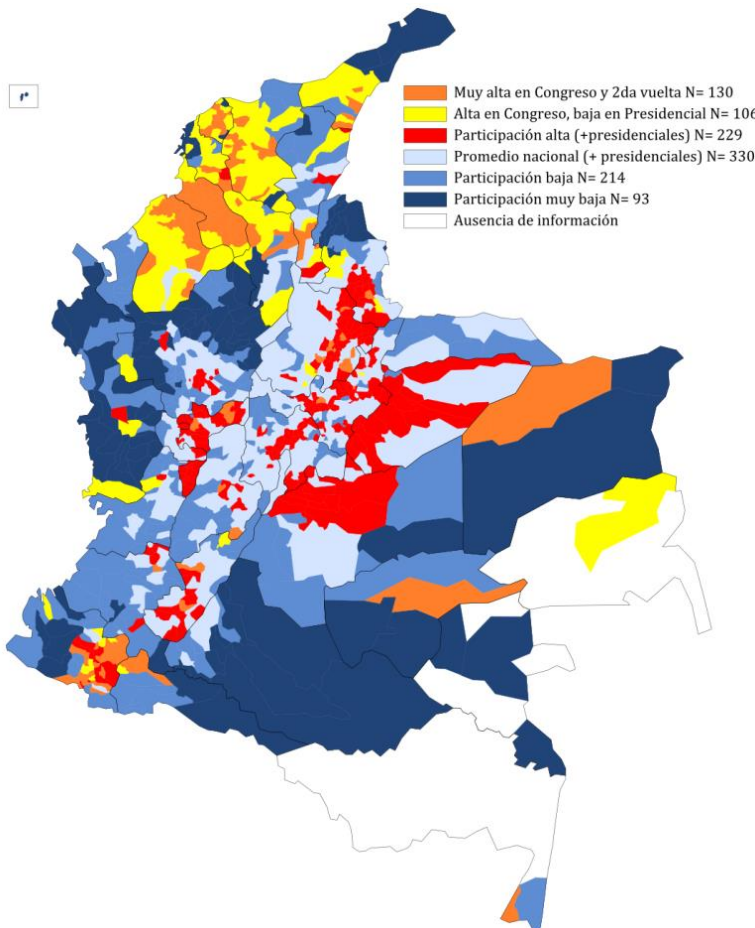 Muy alta en Congreso y 2da vuelta N= 130
Alta en Congreso, baja en Presidencial N= 106
Participación alta (+presidenciales) N= 229
Promedio nacional (+ presidenciales) N= 330
Participación baja N= 214
Participación muy baja N= 93
Ausencia de información